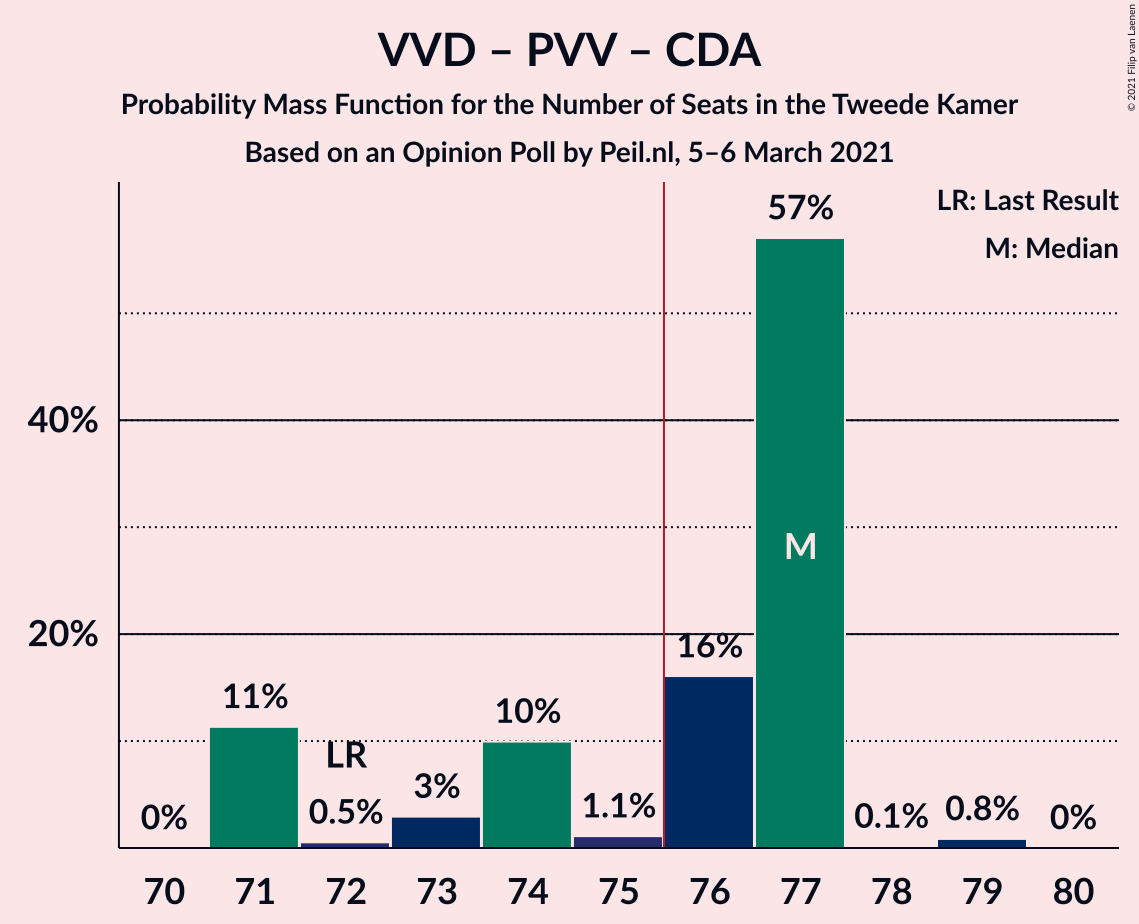 VVD – PVV – CDA
Probability Mass Function for the Number of Seats in the Tweede Kamer
Based on an Opinion Poll by Peil.nl, 5–6 March 2021
© 2021 Filip van Laenen
LR: Last Result
M: Median
57%
40%
M
20%
16%
11%
10%
LR
3%
0%
0.5%
1.1%
0.1%
0.8%
0%
70 71 72 73 74 75 76 77 78 79 80